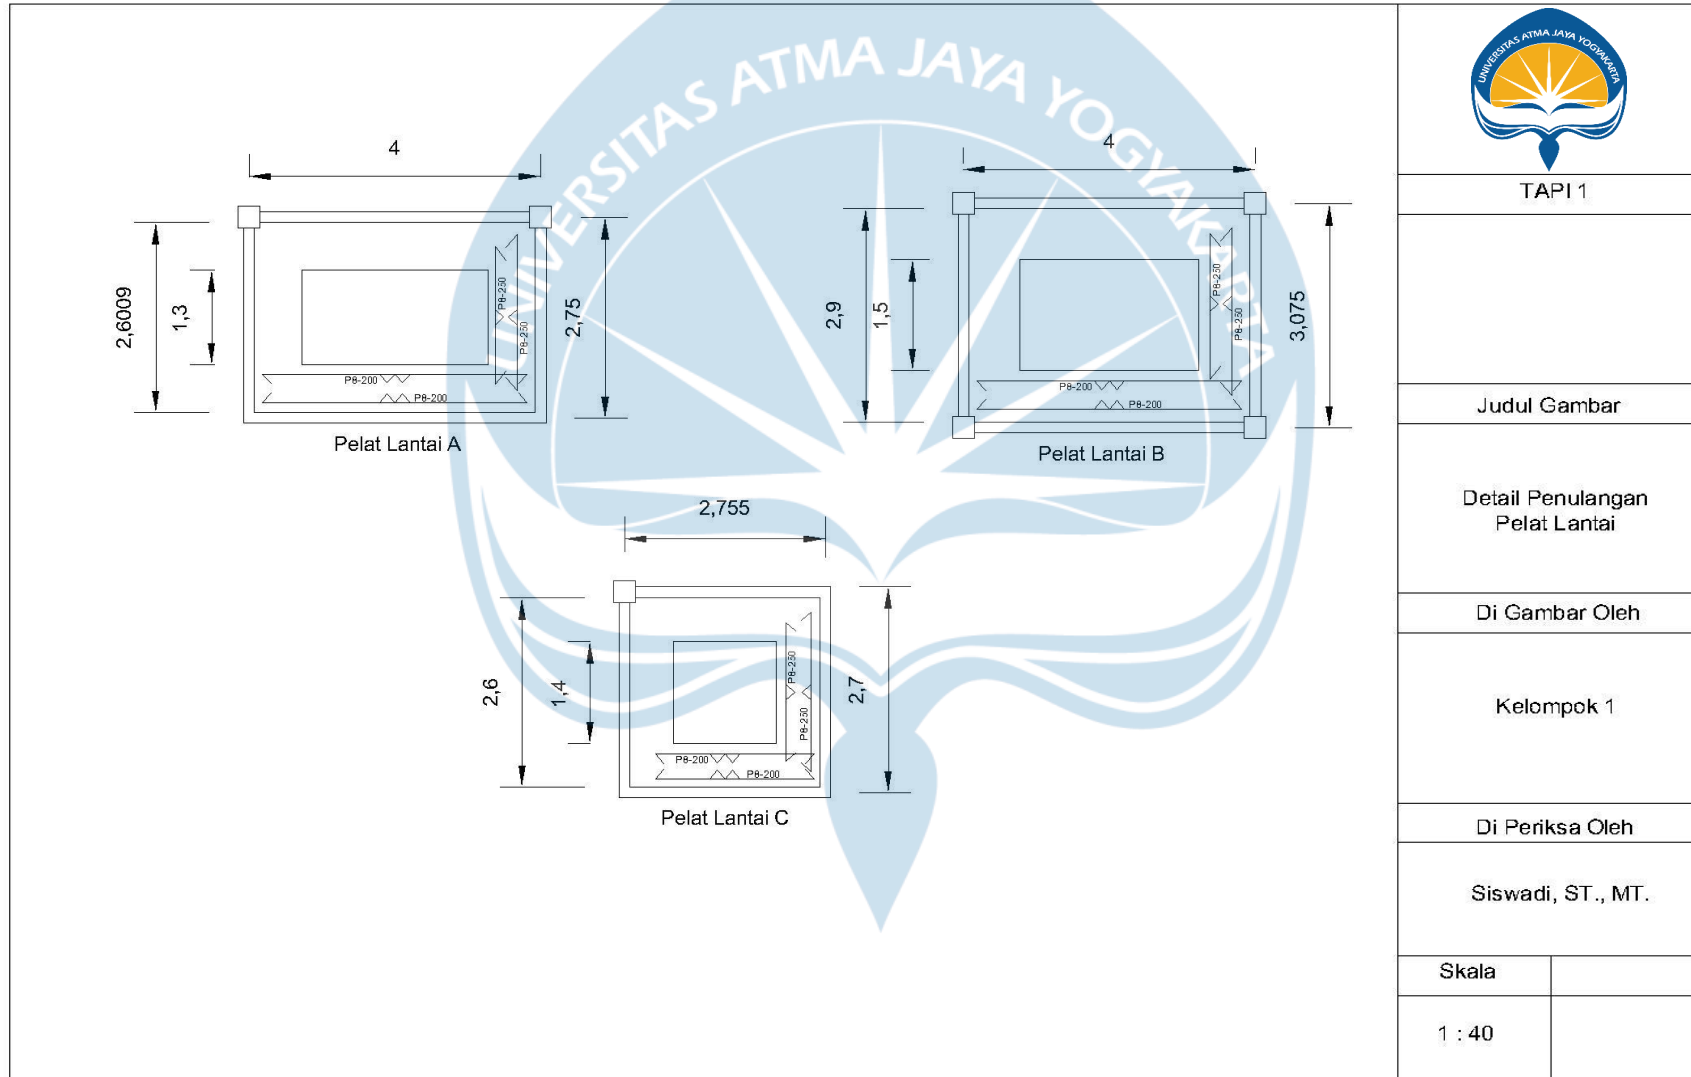 UNIVERSITAS ATMA JAYA YOGYAKARTA
4
2,6009
1,3
P8-250
P8-250
2,75
P8-200
P8-200
Pelat Lantai A
4
2,9
1,5
P8-250
P8-250
3,075
P8-200
P8-200
Pelat Lantai B
2,755
2,6
1,4
P8-250
P8-250
2,7
P8-200
P8-200
Pelat Lantai C
UNIVERSITAS ATMA JAYA YOGYAKARTA
TAPI 1
Judul Gambar
Detail Penulangan
Pelat Lantai
Di Gambar Oleh
Kelompok 1
Di Periksa Oleh
Siswadi, ST., MT.
Skala
1 : 40